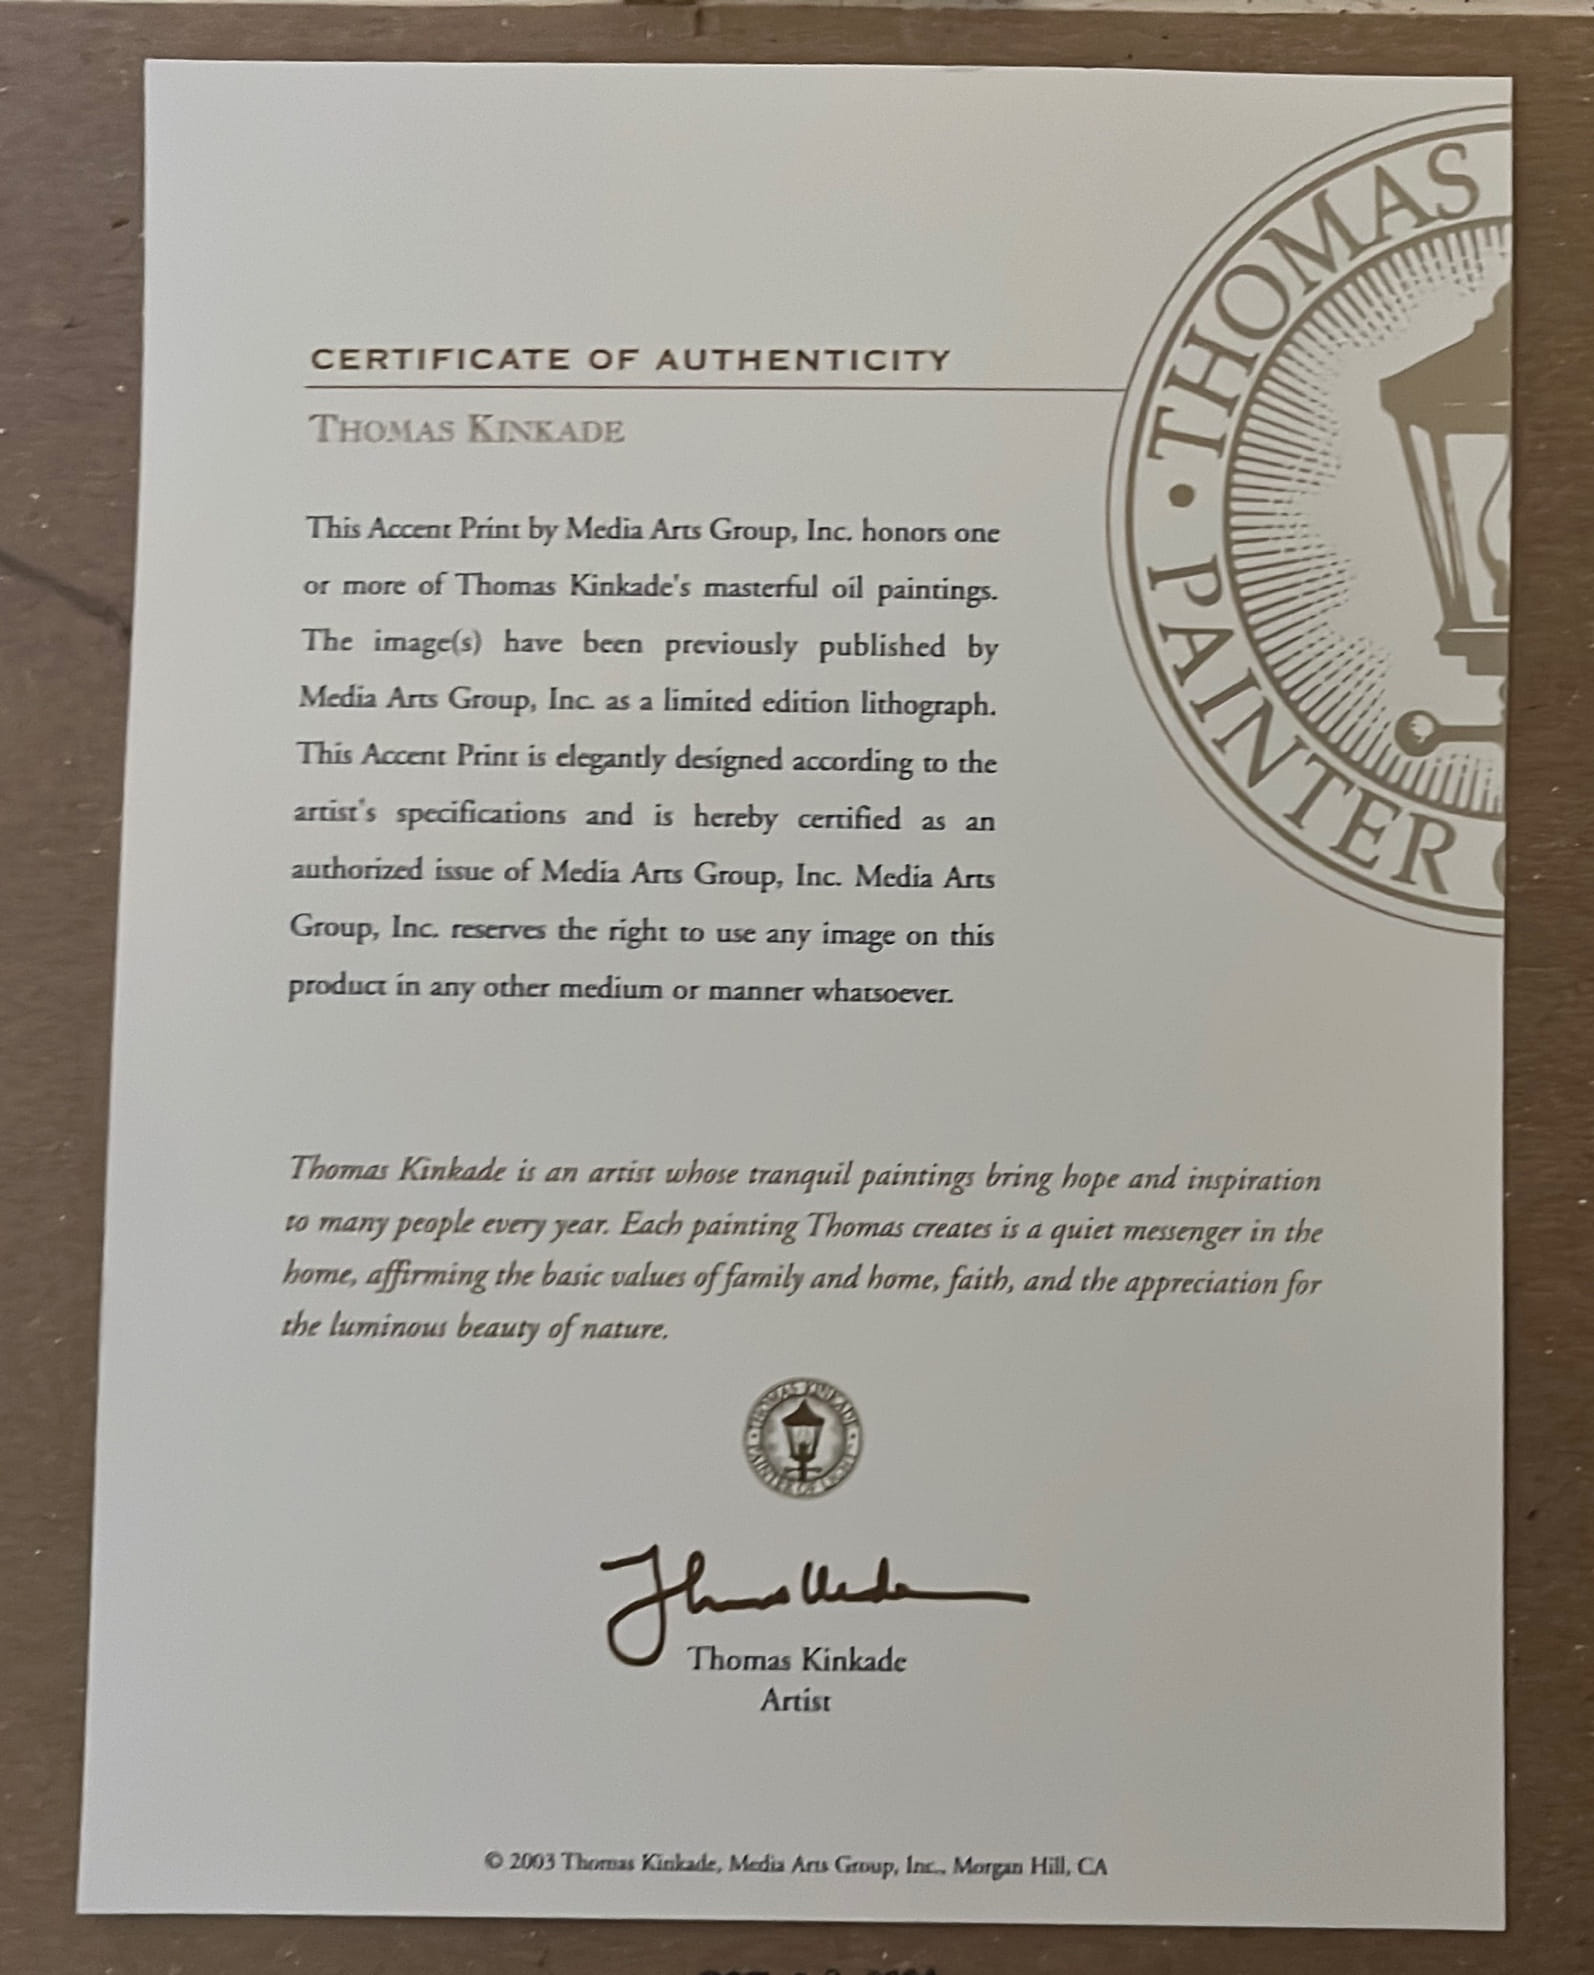 THOMAS
PAINTER
CERTIFICATE OF AUTHENTICITY
THOMAS KINKADE
This Accent Print by Media Arts Group, Inc. honors one
or more of Thomas Kinkade's masterful oil paintings.
The image(s) have been previously published by
Media Arts Group, Inc. as a limited edition lithograph.
This Accent Print is elegantly designed according to the
artist's specifications and is hereby certified as an
authorized issue of Media Arts Group, Inc. Media Arts
Group, Inc. reserves the right to use any image on this
product in any other medium or manner whatsoever.
Thomas Kinkade is an artist whose tranquil paintings bring hope and inspiration
to many people every year. Each painting Thomas creates is a quiet messenger in the
home, affirming the basic values of family and home, faith, and the appreciation for
the luminous beauty of nature.
THOMAS KINKADE
PAINTER OF LIGHT
Thomas Kinkade
Artist
© 2003 Thomas Kinkade, Media Arts Group, Inc., Morgan Hill, CA